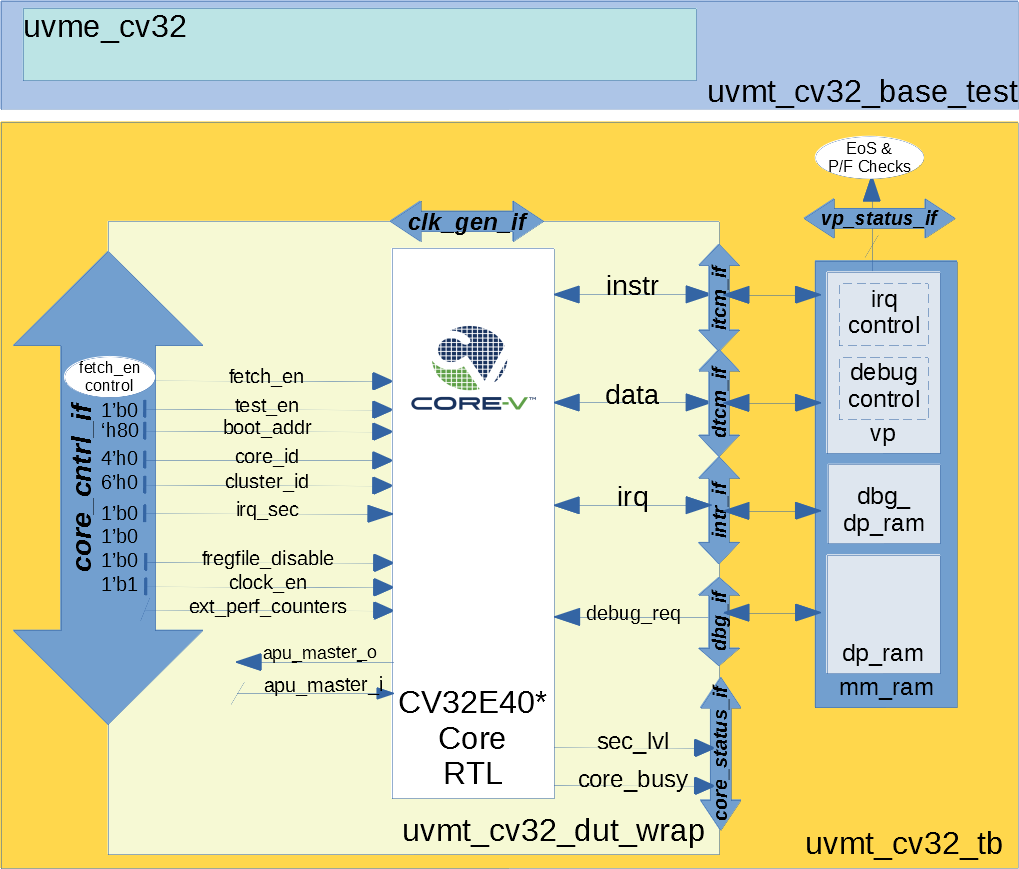 uvme_cv32
uvmt_cv32_base_test
EoS &
P/F Checks
clk_gen_if
vp_status_if
instr
itcm_if
irq
control
fetch_en
control
fetch_en
data
dtcm_if
debug
control
1'b0
test_en
‘h80
boot_addr
CORE-V™
vp
core_cntrl_if
4’h0
core_id
6’h0
cluster_id
irq
intr_if
dbg_
dp_ram
1’b0
irq_sec
1’b0
1’b0
fregfile_disable
1’b1
clock_en
ext_perf_counters
debug_req
dbg_if
apu_master_o
dp_ram
apu_master_i
mm_ram
CV32E40*
Core
RTL
sec_lvl
core_busy
core_status_if
uvmt_cv32_dut_wrap
uvmt_cv32_tb